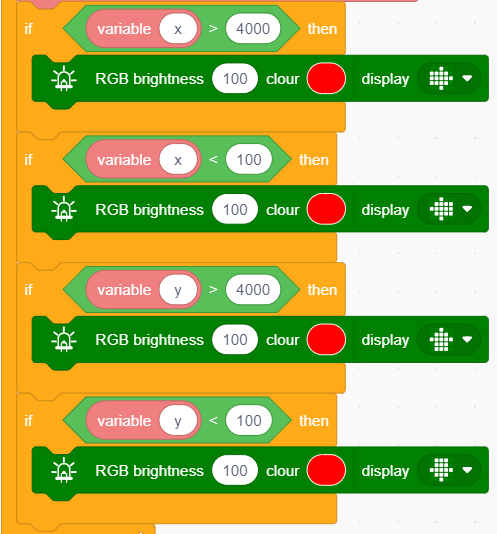 if variable x > 4000 then
RGB brightness 100 clour display
if variable x < 100 then
RGB brightness 100 clour display
if variable y > 4000 then
RGB brightness 100 clour display
if variable y < 100 then
RGB brightness 100 clour display